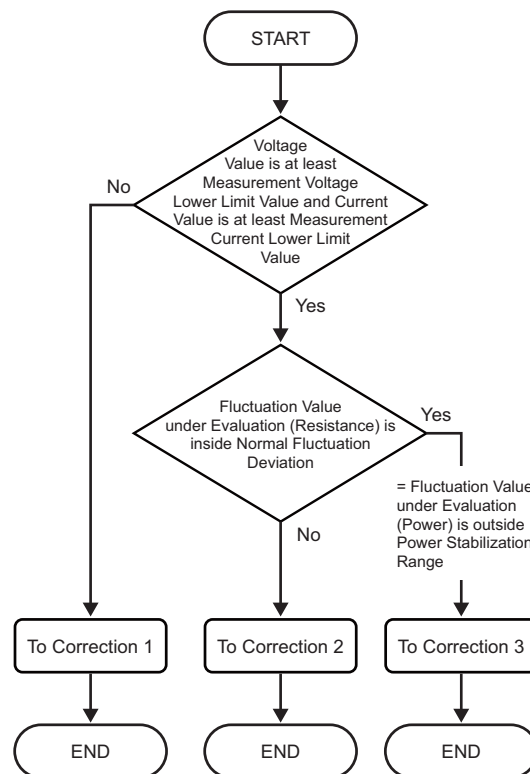 START
Voltage
Value is at least
Measurement Voltage
Lower Limit Value and Current
Value is at least Measurement
Current Lower Limit
Value
No
Yes
Fluctuation Value
under Evaluation (Resistance) is
inside Normal Fluctuation
Deviation
Yes
= Fluctuation Value
under Evaluation
(Power) is outside
Power Stabilization
Range
No
To Correction 1
To Correction 2
To Correction 3
END
END
END